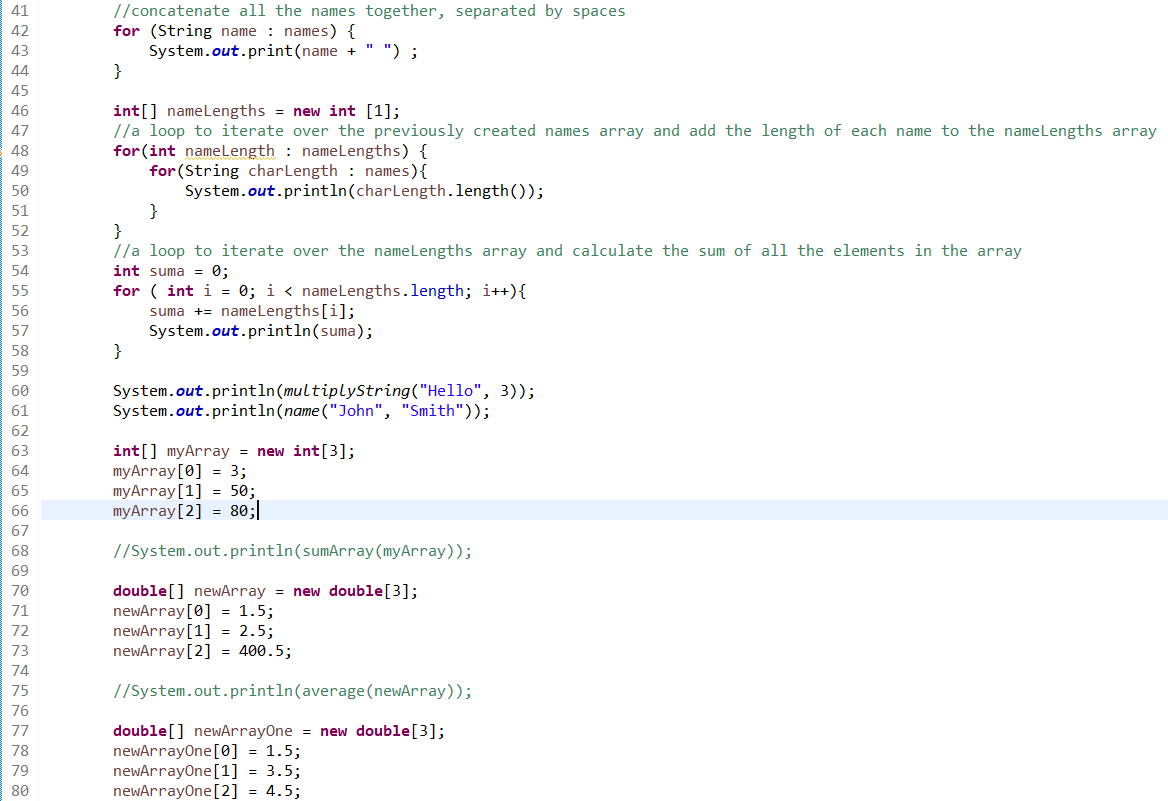 41 //concatenate all the names together, separated by spaces
42 for (String name : names) {
43 System.out.print(name + " ") ;
44 }
45
46 int[] nameLengths = new int [1];
47 //a loop to iterate over the previously created names array and add the length of each name to the nameLengths array
48 for(int nameLength : nameLengths) {
49 for(String charLength : names){
50 System.out.println(charLength.length());
51 }
52 }
53 //a loop to iterate over the nameLengths array and calculate the sum of all the elements in the array
54 int suma = 0;
55 for ( int i = 0; i < nameLengths.length; i++){
56 suma += nameLengths[i];
57 System.out.println(suma);
58 }
59
60 System.out.println(multiplyString("Hello", 3));
61 System.out.println(name("John", "Smith"));
62
63 int[] myArray = new int[3];
64 myArray[0] = 3;
65 myArray[1] = 50;
66 myArray[2] = 80;
67
68 //System.out.println(sumArray(myArray));
69
70 double[] newArray = new double[3];
71 newArray[0] = 1.5;
72 newArray[1] = 2.5;
73 newArray[2] = 400.5;
74
75 //System.out.println(average(newArray));
76
77 double[] newArrayOne = new double[3];
78 newArrayOne[0] = 1.5;
79 newArrayOne[1] = 3.5;
80 newArrayOne[2] = 4.5;